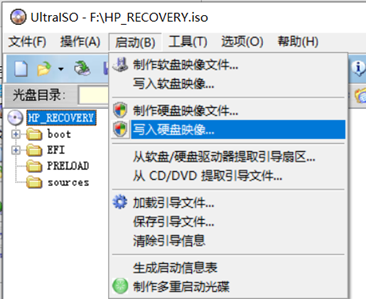 UltraISO - F:\HP_RECOVERY.iso
文件(F) 操作(A) 启动(B) 工具(T) 选项(O) 帮助(H)
制作软盘映像文件...
写入软盘映像...
光盘目录:
制作硬盘映像文件...
HP_RECOVERY
写入硬盘映像...
boot
EFI
从软盘/硬盘驱动器提取引导扇区...
PRELOAD
从 CD/DVD 提取引导文件...
sources
加载引导文件...
保存引导文件...
清除引导信息
生成启动信息表
制作多重启动光碟